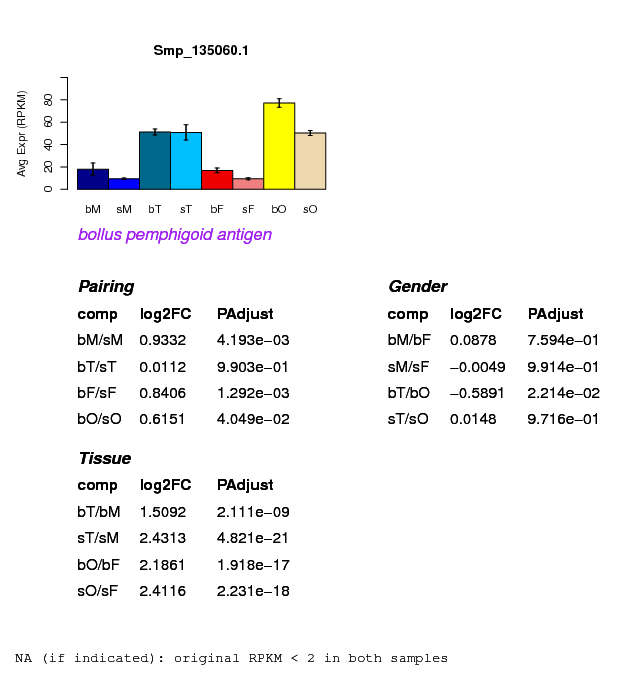 Smp_135060.1
Avg Expr (RPKM)
0 20 40 60 80
bM sM bT sT bF sF bO sO
bollus pemphigoid antigen
Pairing
comp log2FC PAdjust
bM/sM 0.9332 4.193e−03
bT/sT 0.0112 9.903e−01
bF/sF 0.8406 1.292e−03
bO/sO 0.6151 4.049e−02
Gender
comp log2FC PAdjust
bM/bF 0.0878 7.594e−01
sM/sF −0.0049 9.914e−01
bT/bO −0.5891 2.214e−02
sT/sO 0.0148 9.716e−01
Tissue
comp log2FC PAdjust
bT/bM 1.5092 2.111e−09
sT/sM 2.4313 4.821e−21
bO/bF 2.1861 1.918e−17
sO/sF 2.4116 2.231e−18
NA (if indicated): original RPKM < 2 in both samples